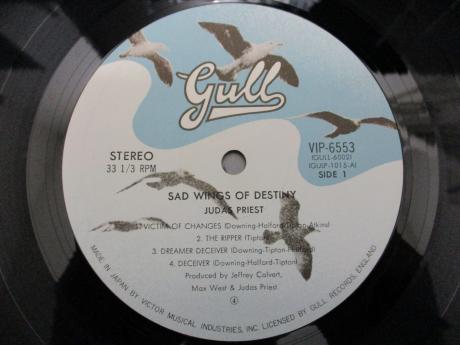 Gull
STEREO
33 1/3 RPM
VIP-6553
(GULL-6002)
(GULP-1015-A)
SIDE 1
SAD WINGS OF DESTINY
JUDAS PRIEST
1. VICTIM OF CHANGES (Downing-Halford-Tipton-Atkins)
2. THE RIPPER (Tipton)
3. DREAMER DECEIVER (Downing-Tipton-Halford)
4. DECEIVER (Downing-Halford-Tipton)
Produced by Jeffrey Calvert,
Max West & Judas Priest
4
MADE IN JAPAN BY VICTOR MUSICAL INDUSTRIES, INC. LICENSED BY GULL RECORDS, ENGLAND